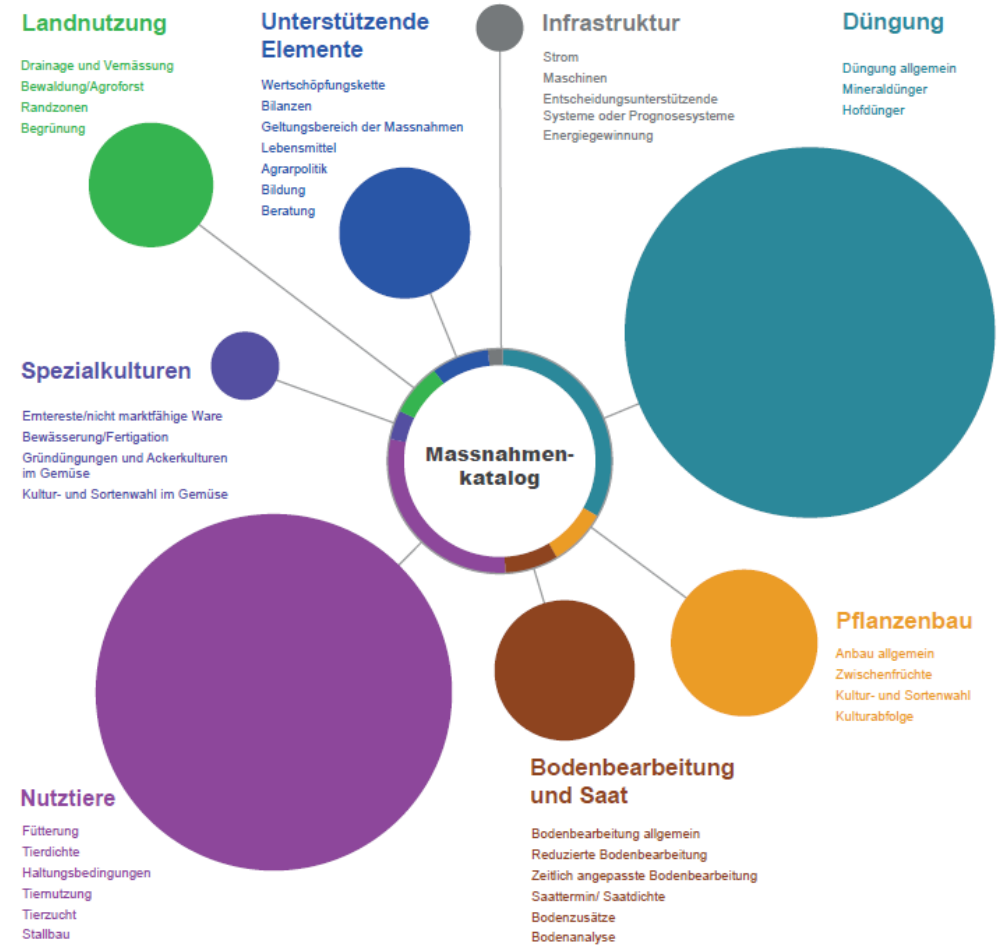 Landnutzung
Drainage und Vernässung
Bewaldung/Agroforst
Randzonen
Begrünung
Unterstützende
Elemente
Wertschöpfungskette
Bilanzen
Geltungsbereich der Massnahmen
Lebensmittel
Agrarpolitik
Bildung
Beratung
Infrastruktur
Strom
Maschinen
Entscheidungsunterstützende
Systeme oder Prognosesysteme
Energiegewinnung
Düngung
Düngung allgemein
Mineraldünger
Hofdünger
Spezialkulturen
Erntereste/nicht marktfähige Ware
Bewässerung/Fertigation
Gründüngungen und Ackerkulturen
im Gemüse
Kultur- und Sortenwahl im Gemüse
Massnahmen-
katalog
Pflanzenbau
Anbau allgemein
Zwischenfrüchte
Kultur- und Sortenwahl
Kulturabfolge
Nutztiere
Fütterung
Tierdichte
Haltungsbedingungen
Tiernutzung
Tierzucht
Stallbau
Bodenbearbeitung
und Saat
Bodenbearbeitung allgemein
Reduzierte Bodenbearbeitung
Zeitlich angepasste Bodenbearbeitung
Saattermin/ Saatdichte
Bodenzusätze
Bodenanalyse